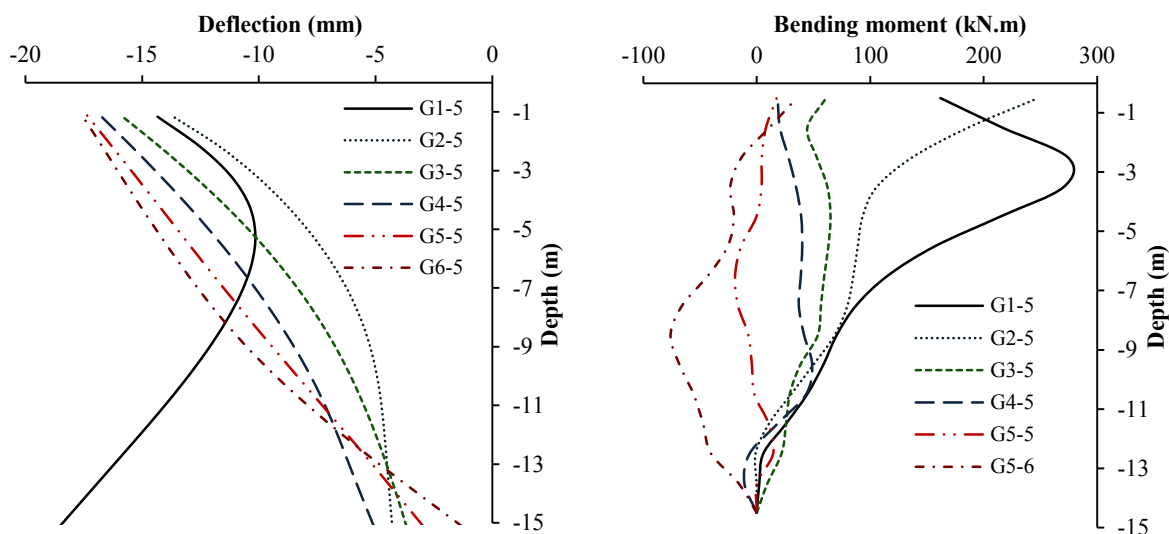 Deflection (mm)
-20 -15 -10 -5 0
G1-5
G2-5
G3-5
G4-5
G5-5
G6-5
-1
-3
-5
-7
-9
-11
-13
-15
Depth (m)
Bending moment (kN.m)
-100 0 100 200 300
G1-5
G2-5
G3-5
G4-5
G5-5
G5-6
-1
-3
-5
-7
-9
-11
-13
-15
Depth (m)